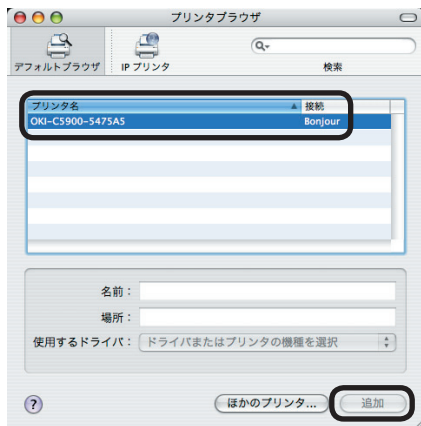 プリンタブラウザ
デフォルトブラウザ IP プリンタ 検索
プリンタ名 接続
OKI-C5900-5475A5 Bonjour
名前：
場所：
使用するドライバ： ドライバまたはプリンタの機種を選択
? ほかのプリンタ... 追加